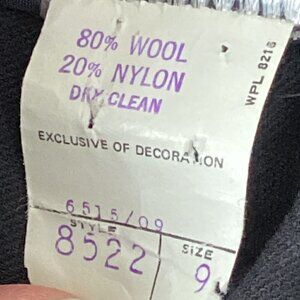 80% WOOL
20% NYLON
DRY CLEAN
WPL 8216
EXCLUSIVE OF DECORATION
6515/09
STYLE
8522
SIZE
9